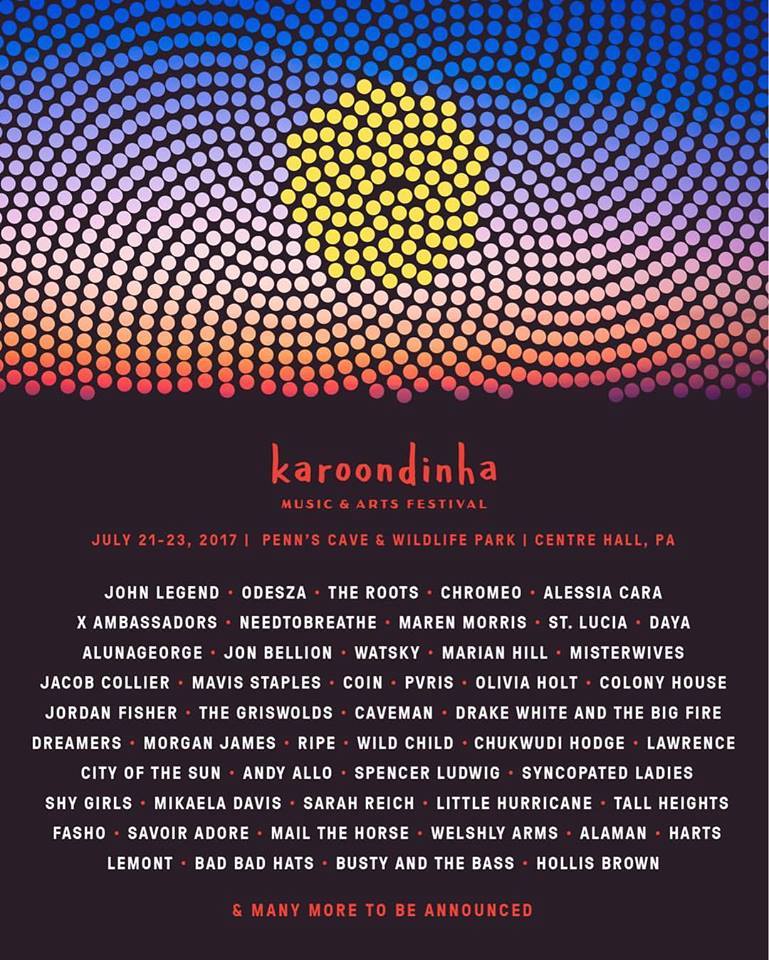 karoondinha
MUSIC & ARTS FESTIVAL
JULY 21-23, 2017 | PENN'S CAVE & WILDLIFE PARK | CENTRE HALL, PA
JOHN LEGEND • ODESZA • THE ROOTS • CHROMEO • ALESSIA CARA
X AMBASSADORS • NEEDTOBREATHE • MAREN MORRIS • ST. LUCIA • DAYA
ALUNAGEORGE • JON BELLION • WATSKY • MARIAN HILL • MISTERWIVES
JACOB COLLIER • MAVIS STAPLES • COIN • PVRIS • OLIVIA HOLT • COLONY HOUSE
JORDAN FISHER • THE GRISWOLDS • CAVEMAN • DRAKE WHITE AND THE BIG FIRE
DREAMERS • MORGAN JAMES • RIPE • WILD CHILD • CHUKWUDI HODGE • LAWRENCE
CITY OF THE SUN • ANDY ALLO • SPENCER LUDWIG • SYNCOPATED LADIES
SHY GIRLS • MIKAELA DAVIS • SARAH REICH • LITTLE HURRICANE • TALL HEIGHTS
FASHO • SAVOIR ADORE • MAIL THE HORSE • WELSHLY ARMS • ALAMAN • HARTS
LEMONT • BAD BAD HATS • BUSTY AND THE BASS • HOLLIS BROWN
& MANY MORE TO BE ANNOUNCED